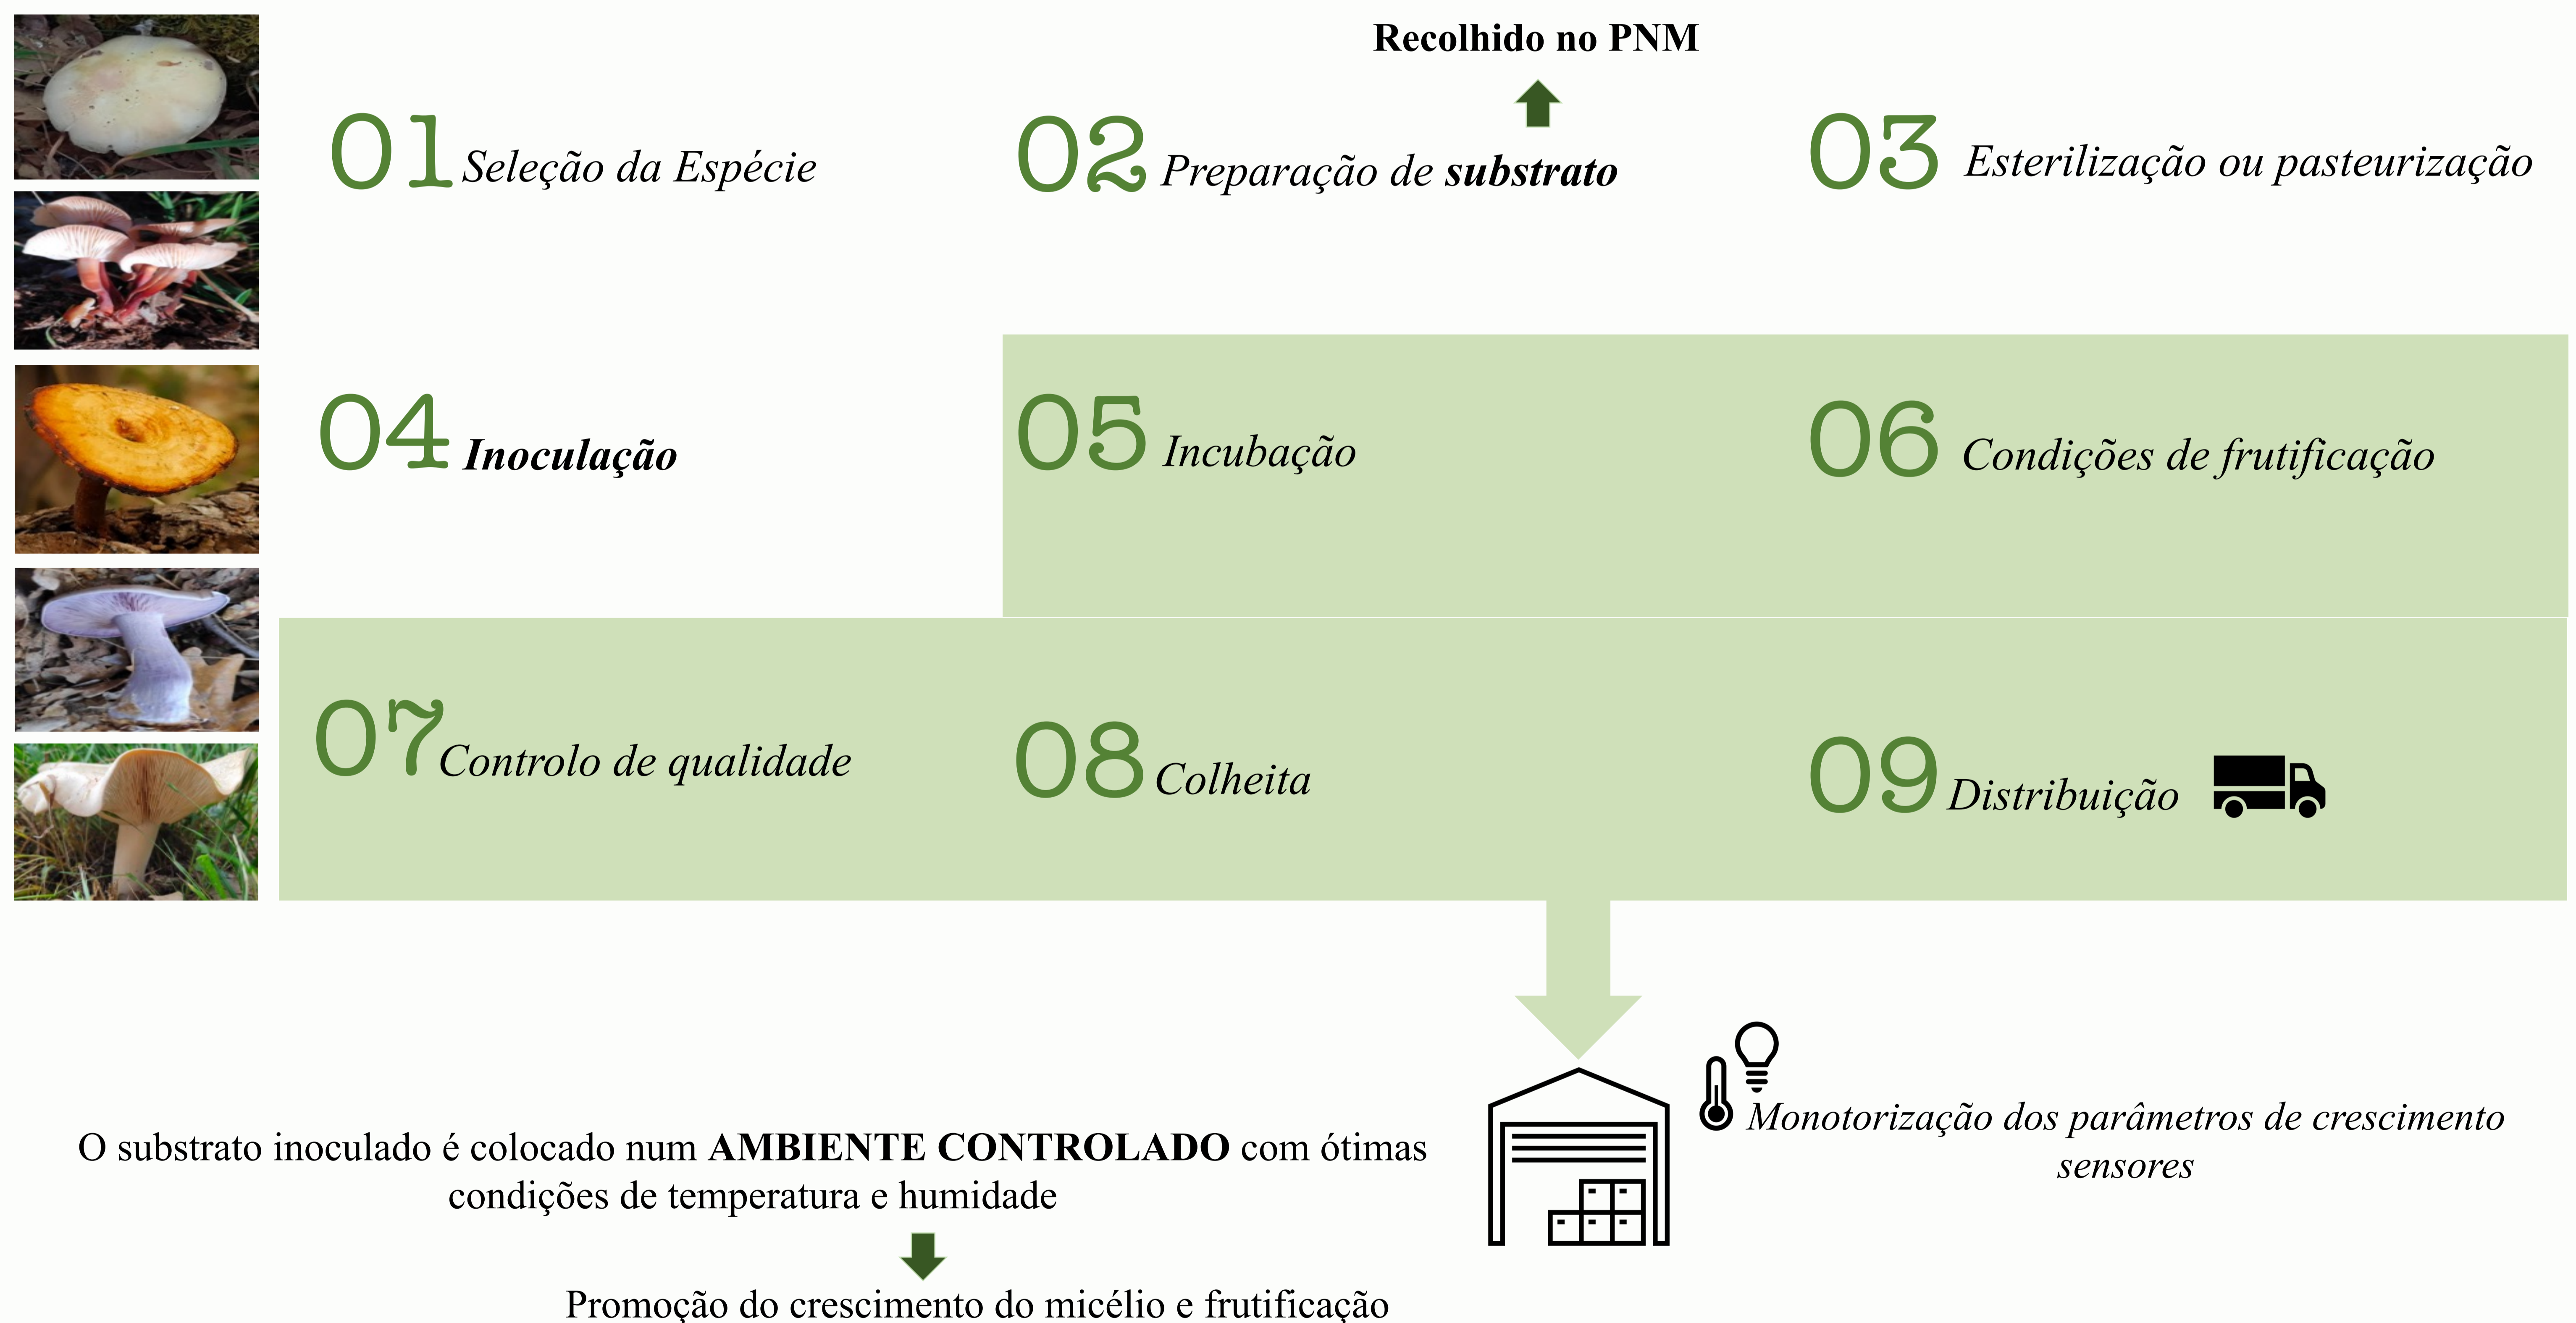 Recolhido no PNM
01 Seleção da Espécie
02 Preparação de substrato
03 Esterilização ou pasteurização
04 Inoculação
05 Incubação
06 Condições de frutificação
07 Controlo de qualidade
08 Colheita
09 Distribuição
O substrato inoculado é colocado num AMBIENTE CONTROLADO com ótimas
condições de temperatura e humidade
Promoção do crescimento do micélio e frutificação
Monotorização dos parâmetros de crescimento
sensores